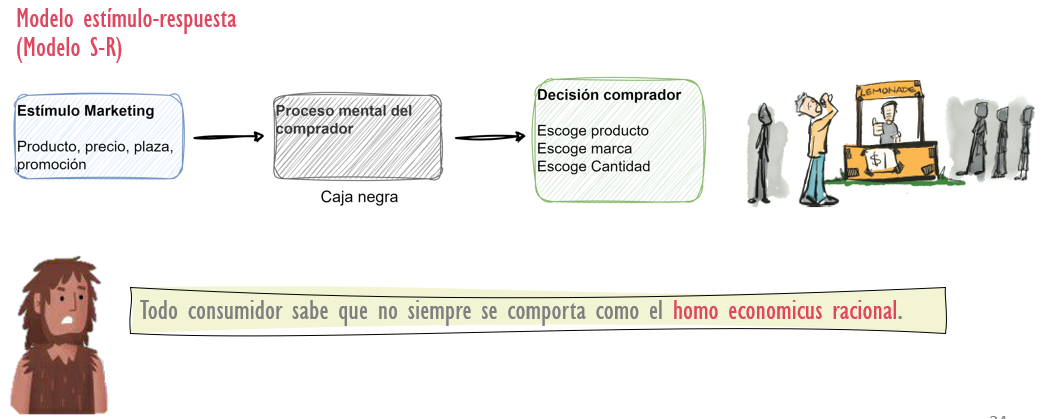 Modelo estímulo-respuesta
(Modelo S-R)
Estímulo Marketing
Producto, precio, plaza,
promoción
Proceso mental del
comprador
Caja negra
Decisión comprador
Escoge producto
Escoge marca
Escoge Cantidad
LEMONADE
$1
Todo consumidor sabe que no siempre se comporta como el homo economicus racional.